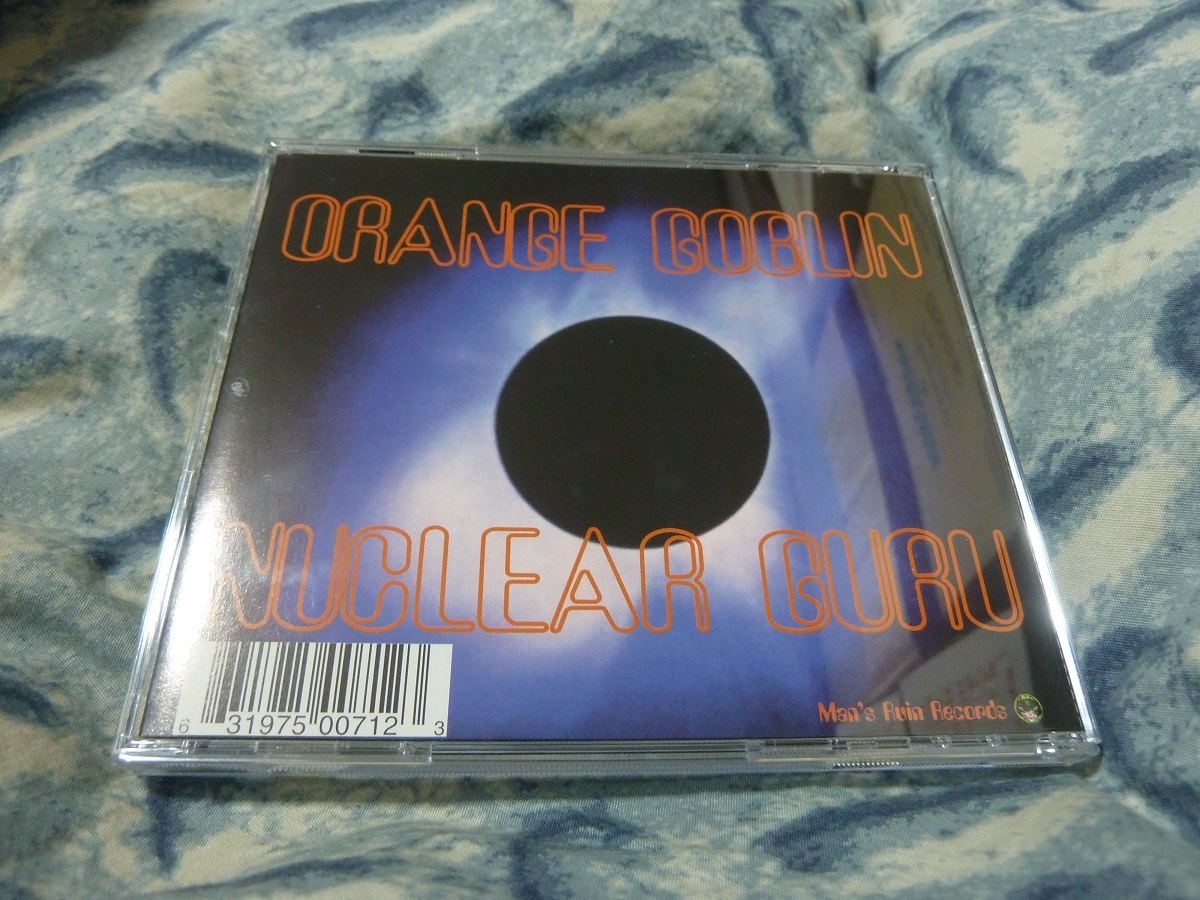 ORANGE GOBLIN
NUCLEAR GURU
6 31975 00712 3
Man's Ruin Records